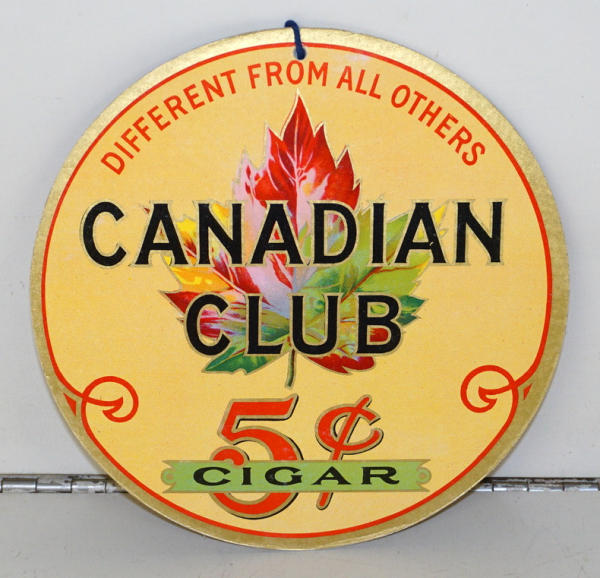 DIFFERENT FROM ALL OTHERS
CANADIAN
CLUB
5¢
CIGAR